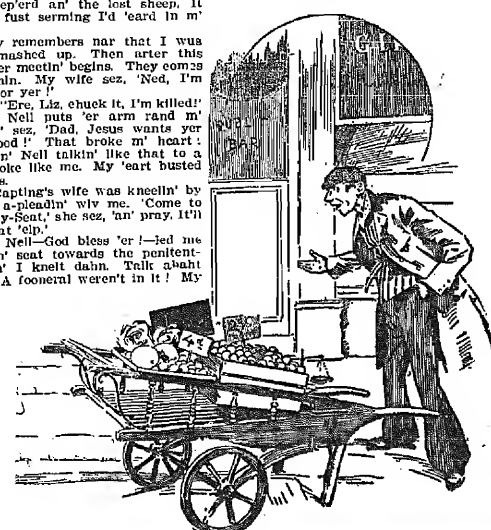 ep'erd an' the lost sheep. It
fust serming I'd 'eard in m'
y remembers nar that I wus
mashed up. Then arter this
er meetin' begins. They comes
in. My wife sez, 'Ned, I'm
or yer!'
"Ere, Liz, chuck it, I'm killed!'
Nell puts 'er arm rand m'
' sez, 'Dad, Jesus wants yer
ood!' That broke m' heart:
n' Nell talkin' like that to a
oke like me. My 'eart busted
s.
apting's wife was kneelin' by
a-pleadin' wiv me. 'Come to
y-Seat,' she sez, 'an' pray. It'll
at 'elp.'
Nell—God bless 'er!—led me
n' seat towards the penitent-
n' I knelt dahn. Talk abaht
A fooneral weren't in it! My
BAR
4d